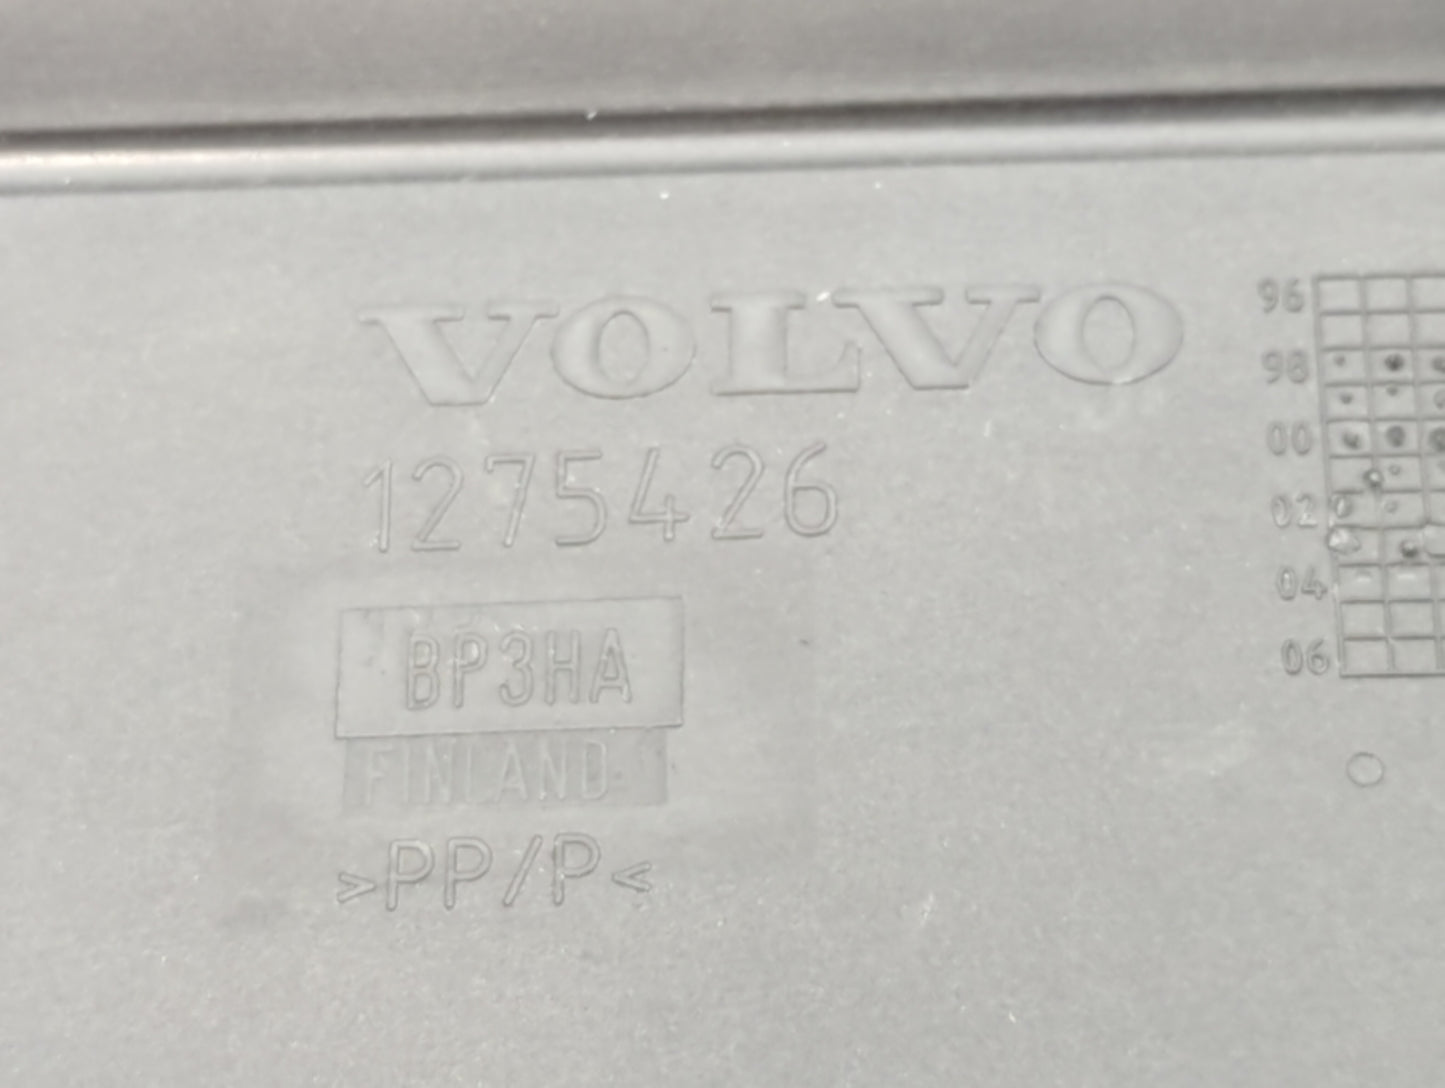 VOLVO
1275426
BP3HA
FINLAND
>PP/P<
96
98
00
02
04
06